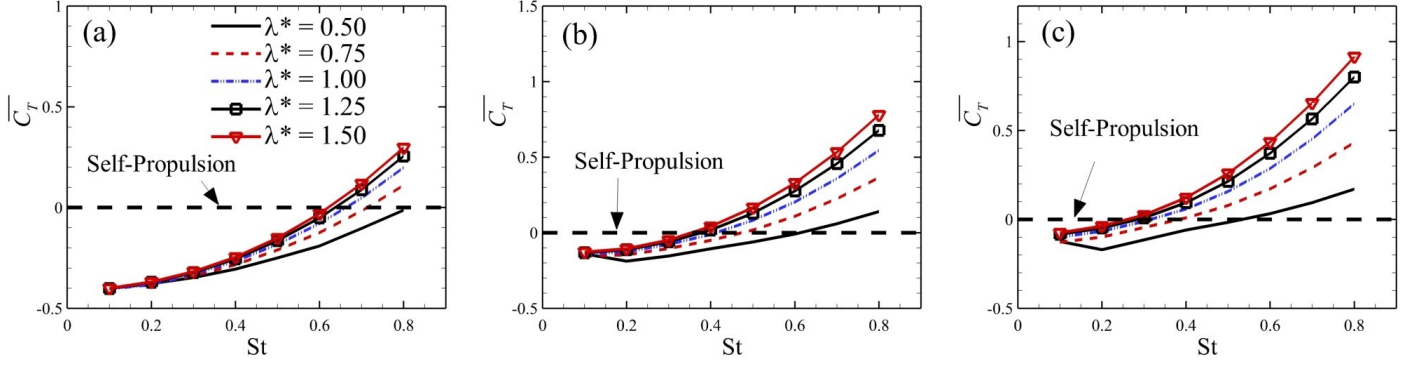 (a)
λ* = 0.50
λ* = 0.75
λ* = 1.00
λ* = 1.25
λ* = 1.50
Self-Propulsion
1
0.5
0
-0.5
C_T
0 0.2 0.4 0.6 0.8
St
(b)
Self-Propulsion
1.5
1
0.5
0
-0.5
C_T
0 0.2 0.4 0.6 0.8
St
(c)
Self-Propulsion
1
0.5
0
-0.5
C_T
0 0.2 0.4 0.6 0.8
St